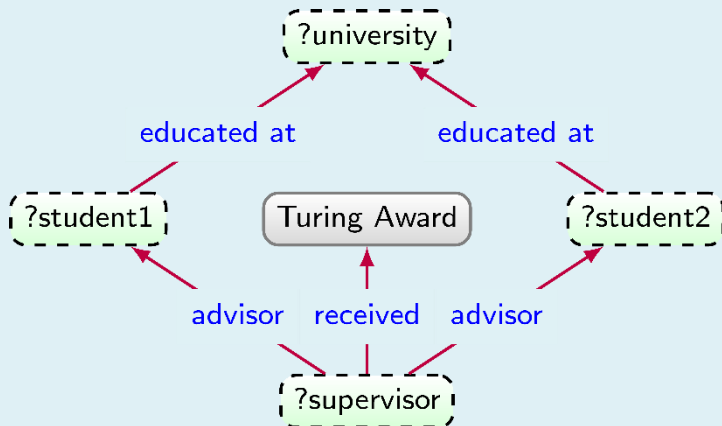 ?university
educated at educated at
?student1 Turing Award ?student2
advisor received advisor
?supervisor